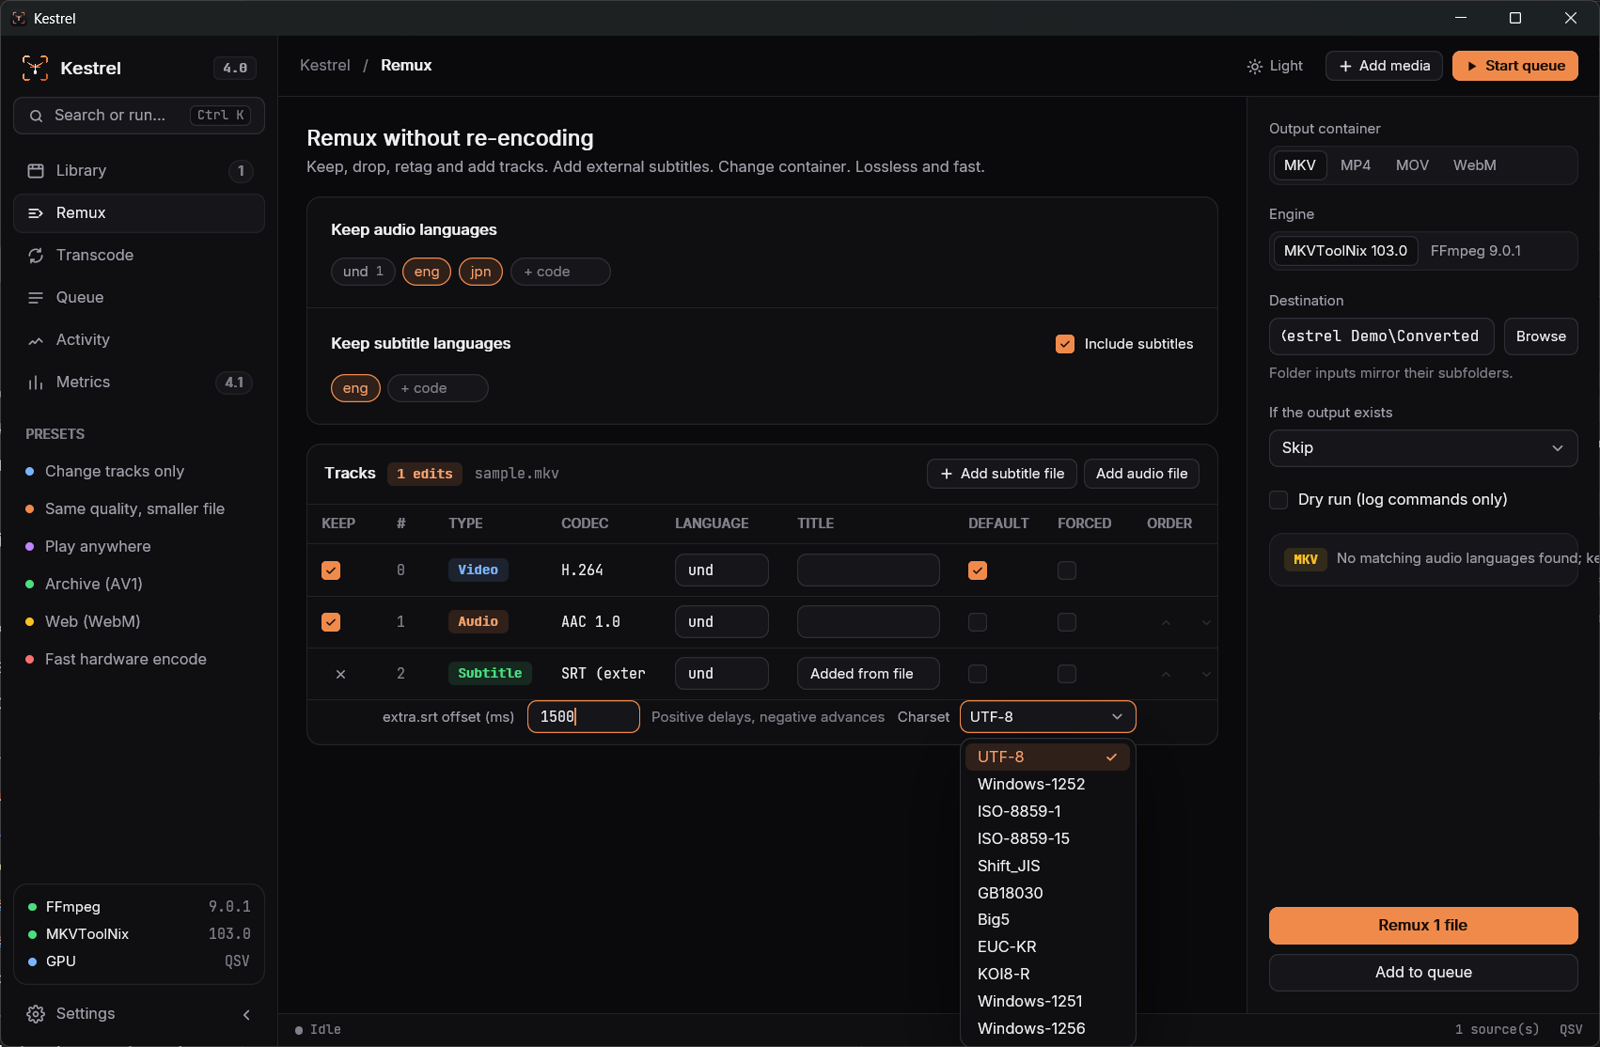 Kestrel
Kestrel 4.0
Search or run... Ctrl K
Library 1
Remux
Transcode
Queue
Activity
Metrics 4.1
PRESETS
Change tracks only
Same quality, smaller file
Play anywhere
Archive (AV1)
Web (WebM)
Fast hardware encode
FFmpeg 9.0.1
MKVToolNix 103.0
GPU QSV
Settings
Kestrel / Remux
Light
+ Add media
Start queue
Remux without re-encoding
Keep, drop, retag and add tracks. Add external subtitles. Change container. Lossless and fast.
Keep audio languages
und 1 eng jpn + code
Keep subtitle languages
Include subtitles
eng + code
Tracks 1 edits sample.mkv
+ Add subtitle file
Add audio file
KEEP # TYPE CODEC LANGUAGE TITLE DEFAULT FORCED ORDER
0 Video H.264 und
1 Audio AAC 1.0 und
2 Subtitle SRT (exter und Added from file
extra.srt offset (ms) 1500 Positive delays, negative advances Charset UTF-8
UTF-8
Windows-1252
ISO-8859-1
ISO-8859-15
Shift_JIS
GB18030
Big5
EUC-KR
KOI8-R
Windows-1251
Windows-1256
Output container
MKV MP4 MOV WebM
Engine
MKVToolNix 103.0 FFmpeg 9.0.1
Destination
estrel Demo\Converted Browse
Folder inputs mirror their subfolders.
If the output exists
Skip
Dry run (log commands only)
MKV No matching audio languages found; ke
Remux 1 file
Add to queue
Idle
1 source(s) QSV